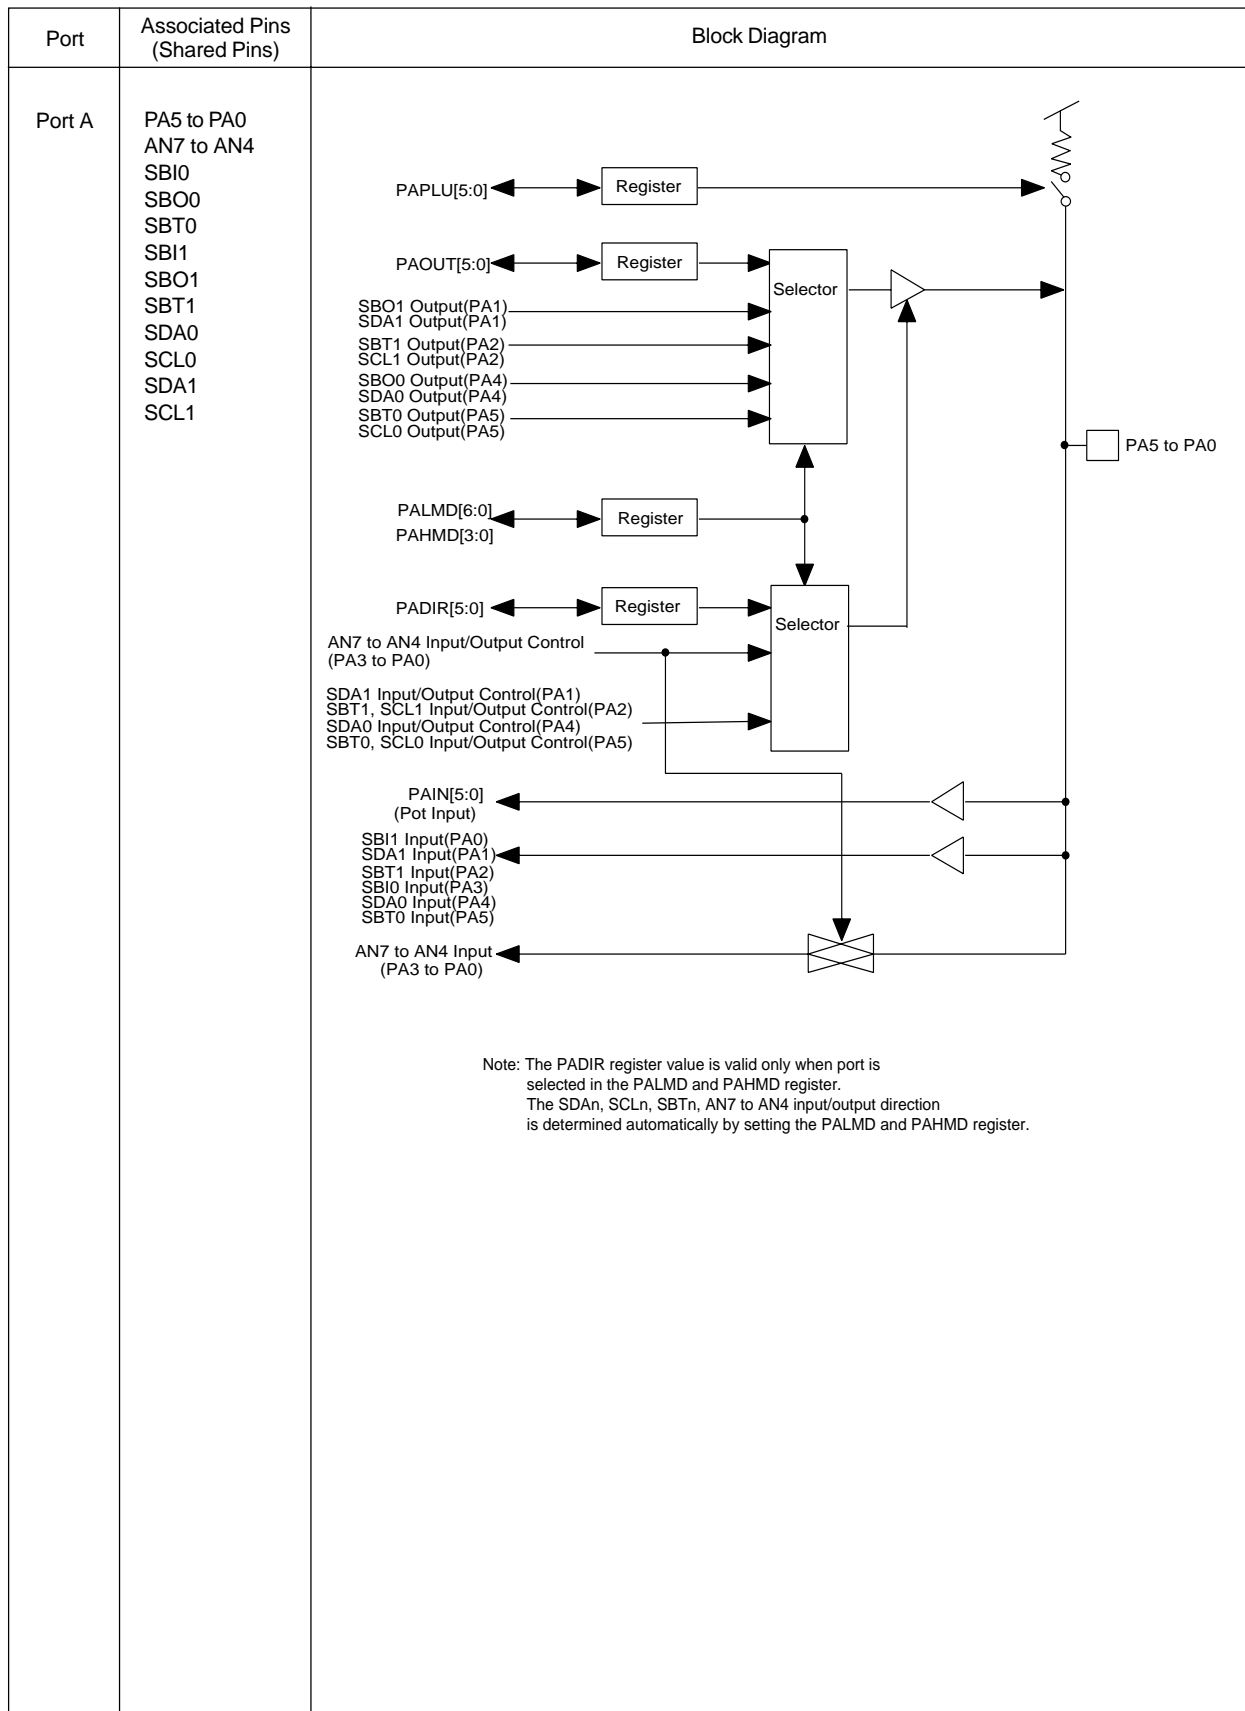 Port
Associated Pins
(Shared Pins)
Block Diagram
Port A
PA5 to PA0
AN7 to AN4
SBI0
SBO0
SBT0
SBI1
SBO1
SBT1
SDA0
SCL0
SDA1
SCL1
PAPLU[5:0]
Register
PAOUT[5:0]
Register
Selector
SBO1 Output(PA1)
SDA1 Output(PA1)
SBT1 Output(PA2)
SCL1 Output(PA2)
SBO0 Output(PA4)
SDA0 Output(PA4)
SBT0 Output(PA5)
SCL0 Output(PA5)
PA5 to PA0
PALMD[6:0]
PAHMD[3:0]
Register
PADIR[5:0]
Register
Selector
AN7 to AN4 Input/Output Control
(PA3 to PA0)
SDA1 Input/Output Control(PA1)
SBT1, SCL1 Input/Output Control(PA2)
SDA0 Input/Output Control(PA4)
SBT0, SCL0 Input/Output Control(PA5)
PAIN[5:0]
(Pot Input)
SBI1 Input(PA0)
SDA1 Input(PA1)
SBT1 Input(PA2)
SBI0 Input(PA3)
SDA0 Input(PA4)
SBT0 Input(PA5)
AN7 to AN4 Input
(PA3 to PA0)
Note: The PADIR register value is valid only when port is
selected in the PALMD and PAHMD register.
The SDAn, SCLn, SBTn, AN7 to AN4 input/output direction
is determined automatically by setting the PALMD and PAHMD register.